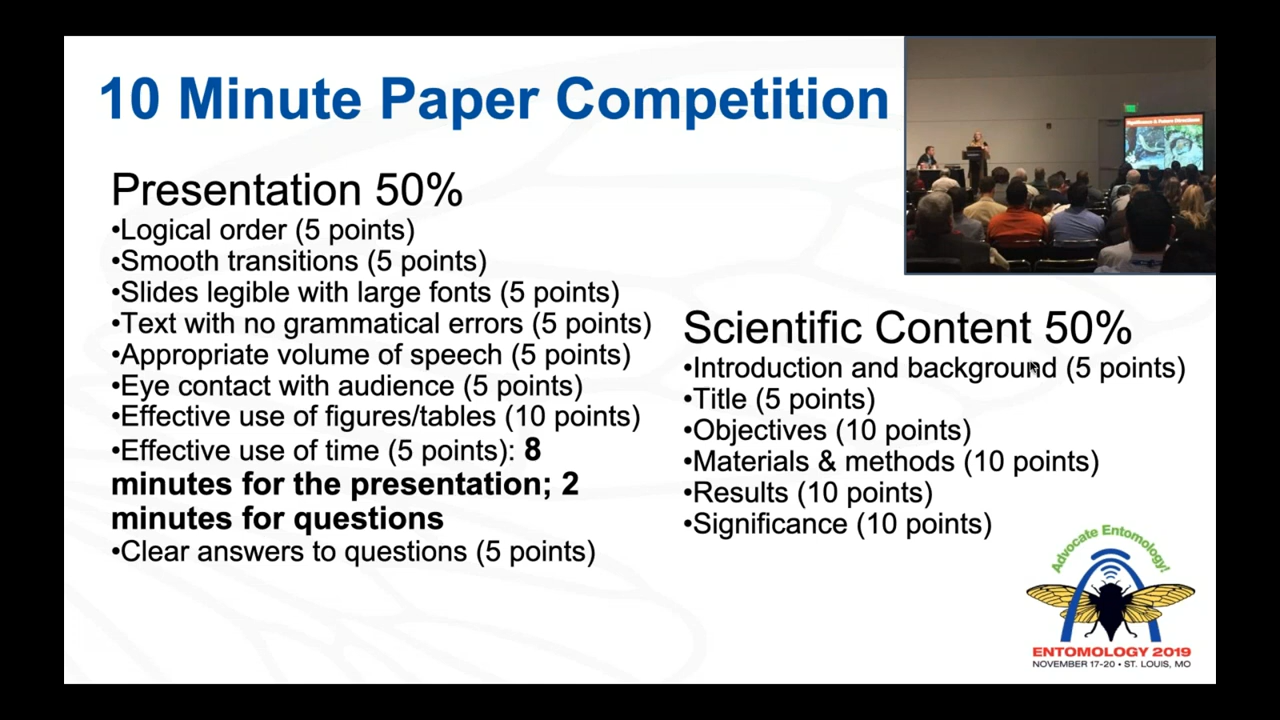 10 Minute Paper Competition
Presentation 50%
•Logical order (5 points)
•Smooth transitions (5 points)
•Slides legible with large fonts (5 points)
•Text with no grammatical errors (5 points)
•Appropriate volume of speech (5 points)
•Eye contact with audience (5 points)
•Effective use of figures/tables (10 points)
•Effective use of time (5 points): 8
minutes for the presentation; 2
minutes for questions
•Clear answers to questions (5 points)
Significance & Future Directions
Scientific Content 50%
•Introduction and background (5 points)
•Title (5 points)
•Objectives (10 points)
•Materials & methods (10 points)
•Results (10 points)
•Significance (10 points)
Advocate Entomology!
ENTOMOLOGY 2019
NOVEMBER 17-20 • ST. LOUIS, MO